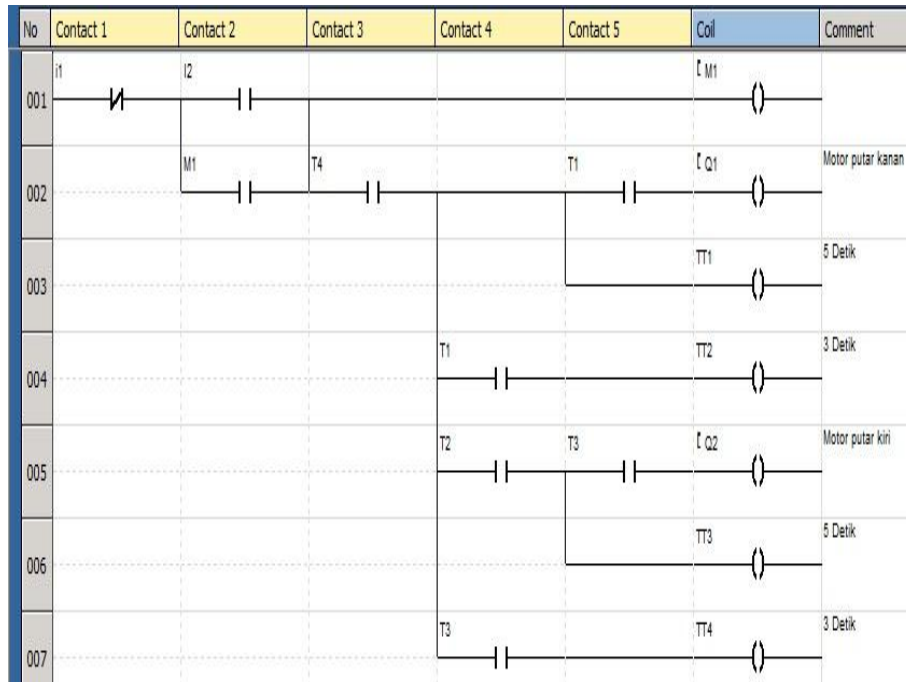 No Contact 1 Contact 2 Contact 3 Contact 4 Contact 5 Coil Comment
i1 I2 [ M1
001
M1 T4 T1 [ Q1 Motor putar kanan
002
TT1 5 Detik
003
T1 TT2 3 Detik
004
T2 T3 [ Q2 Motor putar kiri
005
TT3 5 Detik
006
T3 TT4 3 Detik
007